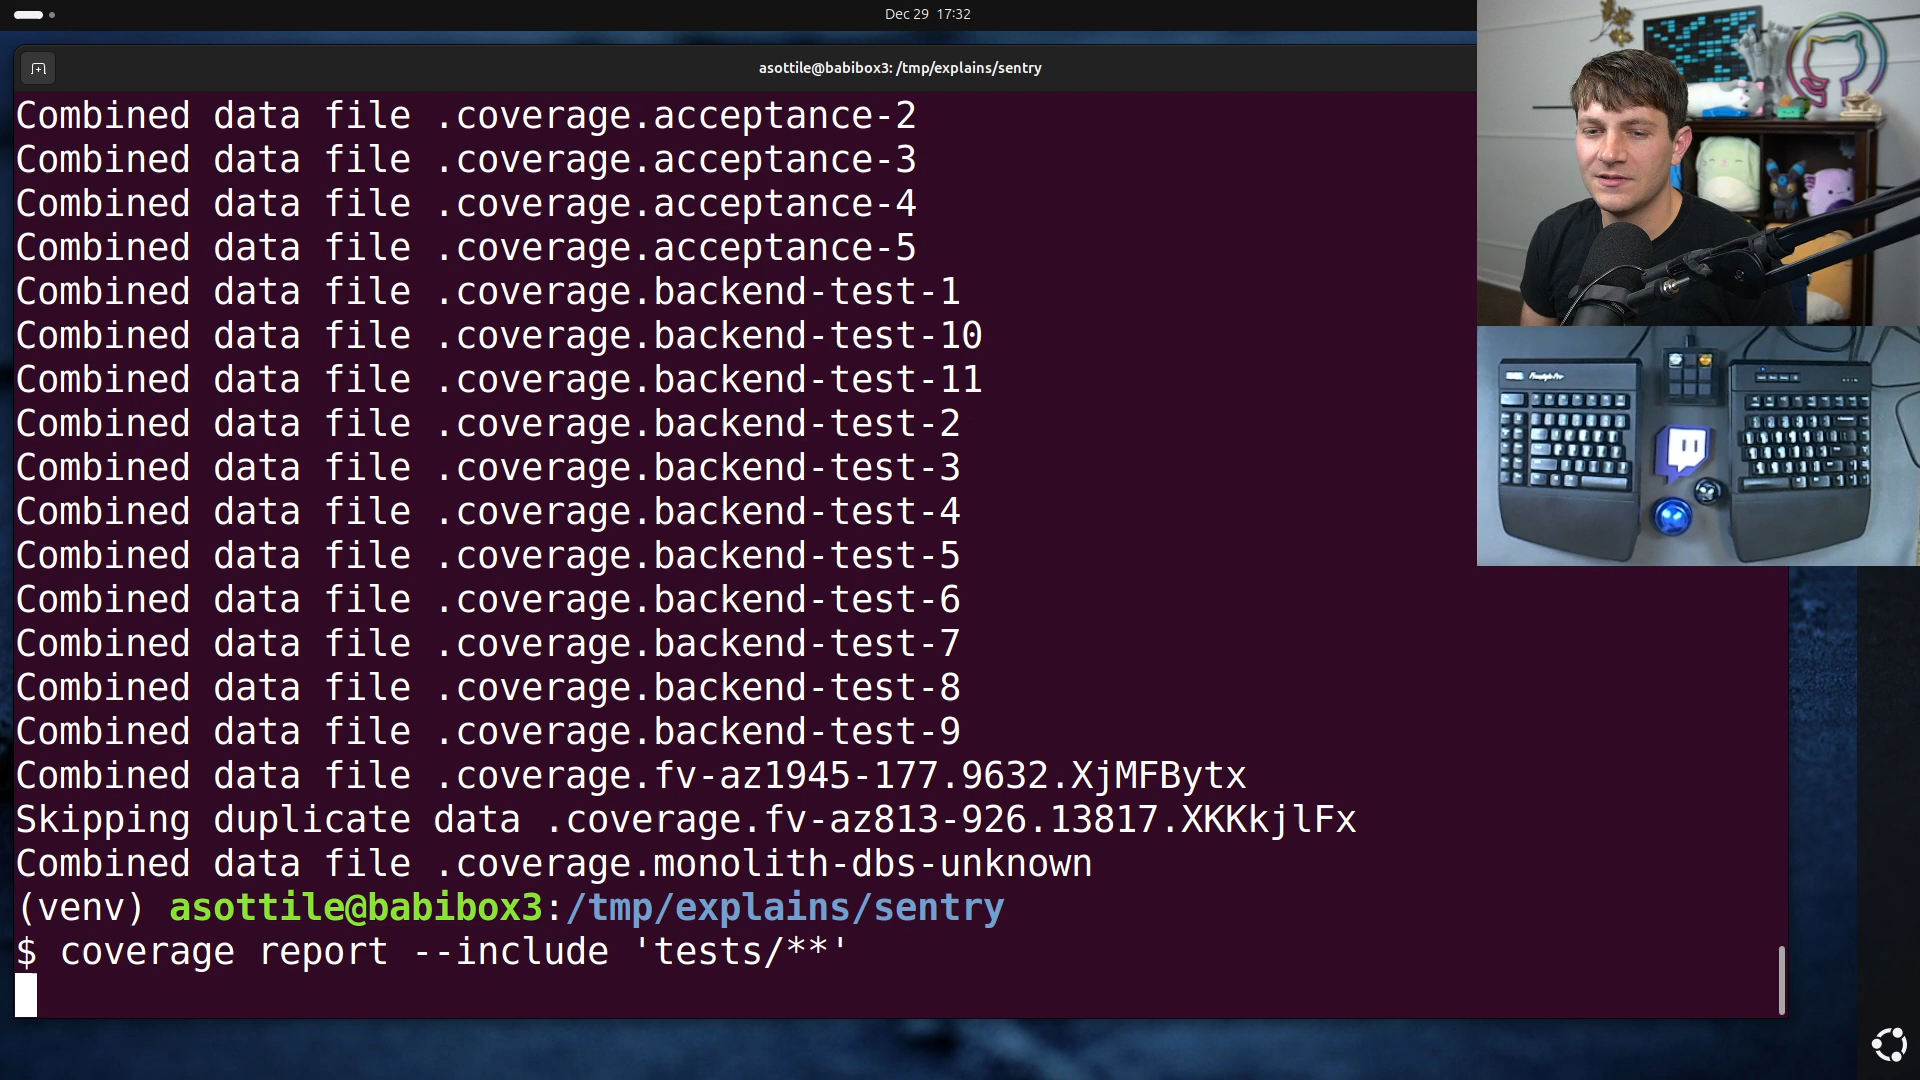 Dec 29 17:32
asottile@babibox3: /tmp/explains/sentry
Combined data file .coverage.acceptance-2
Combined data file .coverage.acceptance-3
Combined data file .coverage.acceptance-4
Combined data file .coverage.acceptance-5
Combined data file .coverage.backend-test-1
Combined data file .coverage.backend-test-10
Combined data file .coverage.backend-test-11
Combined data file .coverage.backend-test-2
Combined data file .coverage.backend-test-3
Combined data file .coverage.backend-test-4
Combined data file .coverage.backend-test-5
Combined data file .coverage.backend-test-6
Combined data file .coverage.backend-test-7
Combined data file .coverage.backend-test-8
Combined data file .coverage.backend-test-9
Combined data file .coverage.fv-az1945-177.9632.XjMFBytx
Skipping duplicate data .coverage.fv-az813-926.13817.XKKkjlFx
Combined data file .coverage.monolith-dbs-unknown
(venv) asottile@babibox3:/tmp/explains/sentry
$ coverage report --include 'tests/**'